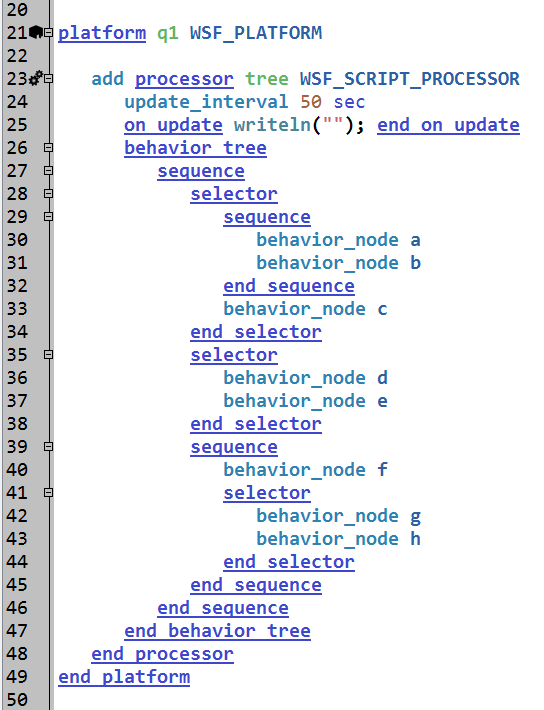 20
21 platform q1 WSF_PLATFORM
22
23 add processor tree WSF_SCRIPT_PROCESSOR
24 update_interval 50 sec
25 on_update writeln(""); end_on_update
26 behavior_tree
27 sequence
28 selector
29 sequence
30 behavior_node a
31 behavior_node b
32 end_sequence
33 behavior_node c
34 end_selector
35 selector
36 behavior_node d
37 behavior_node e
38 end_selector
39 sequence
40 behavior_node f
41 selector
42 behavior_node g
43 behavior_node h
44 end_selector
45 end_sequence
46 end_sequence
47 end_behavior_tree
48 end_processor
49 end_platform
50